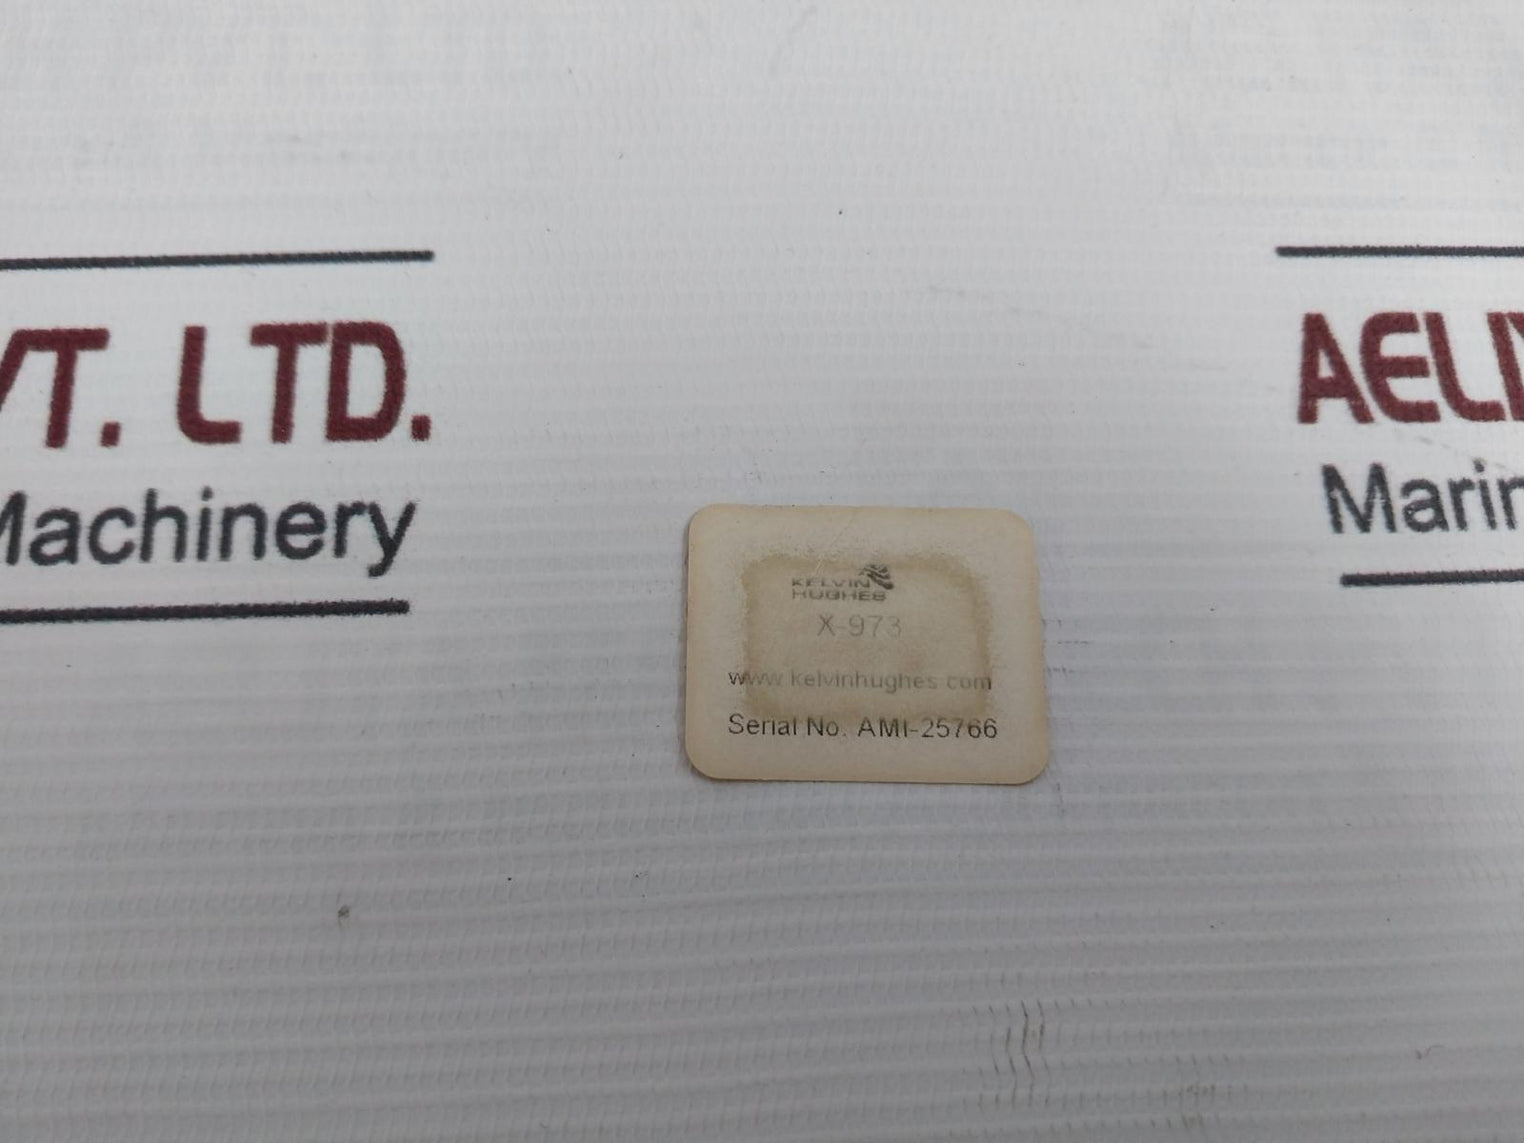 VT. LTD.
Machinery
AELI
Marin
KELVIN
HUGHES
X-973
www.kelvinhughes.com
Serial No. AMI-25766